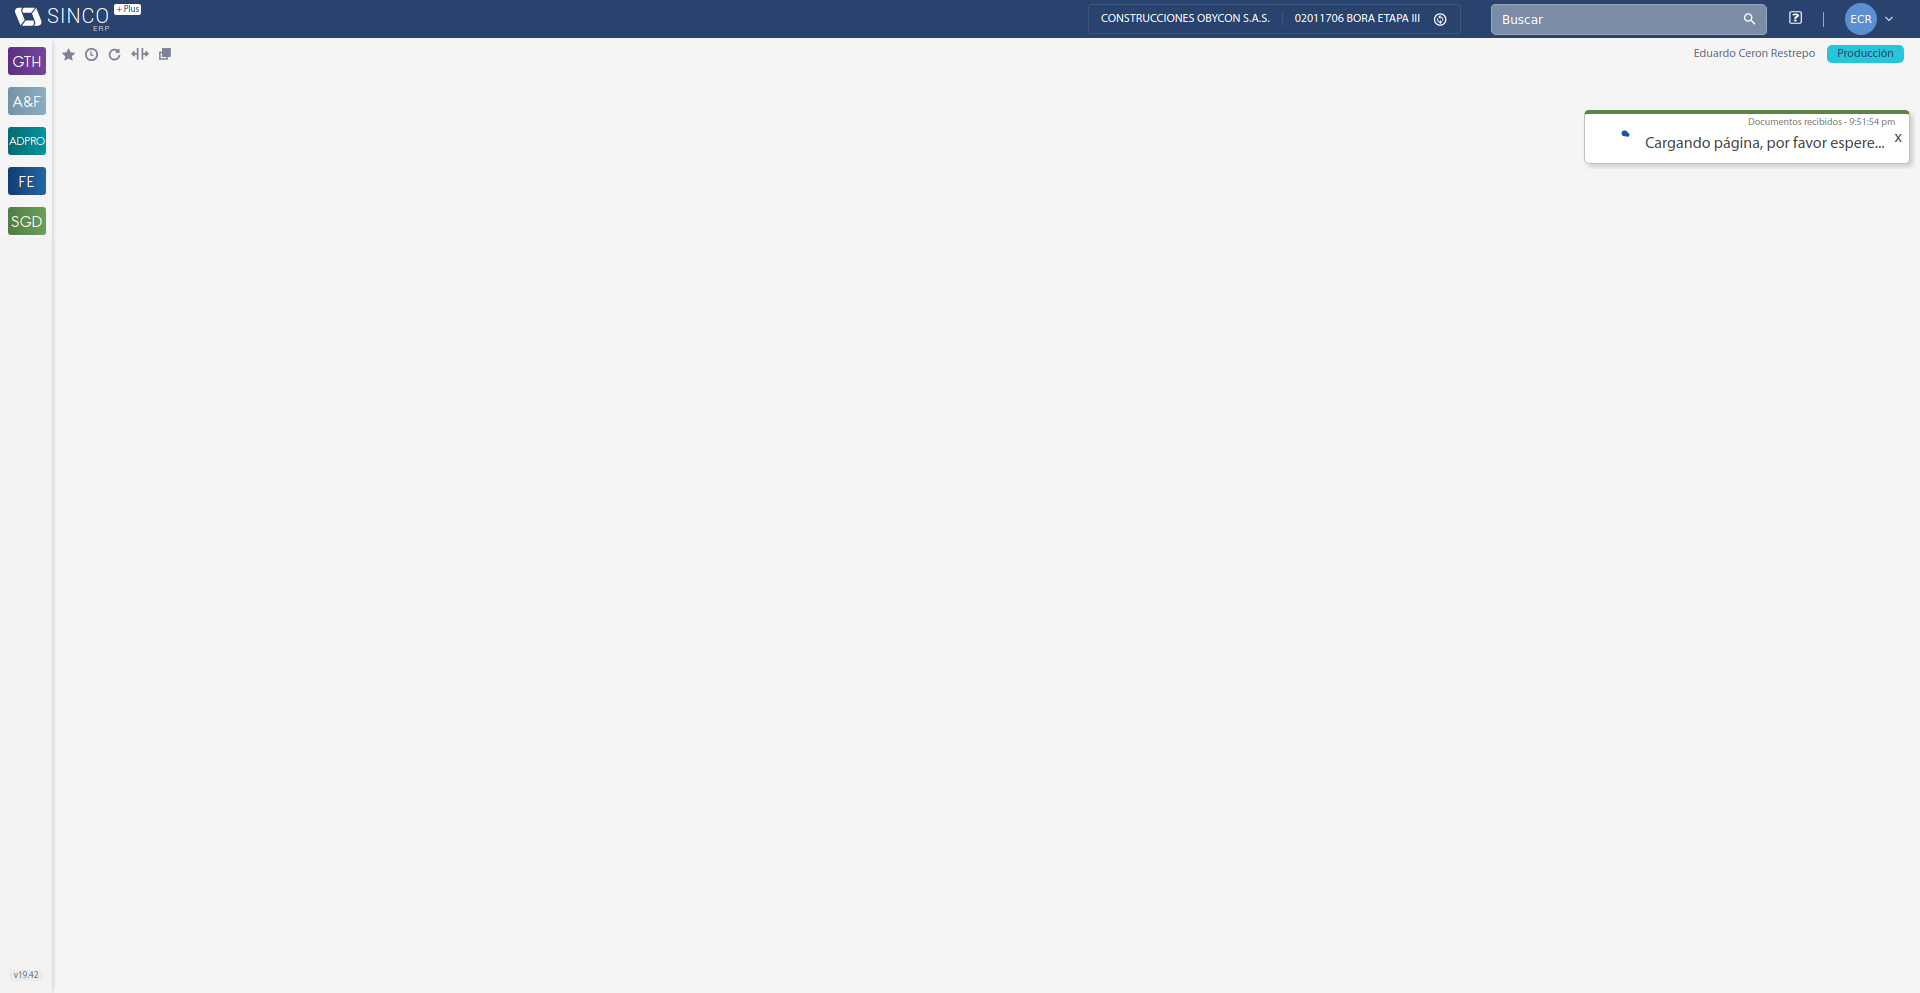 SINCO + Plus
ERP
CONSTRUCCIONES OBYCON S.A.S. 02011706 BORA ETAPA III
Buscar
ECR
GTH
A&F
ADPRO
FE
SGD
Eduardo Ceron Restrepo Producción
Documentos recibidos - 9:51:54 pm
Cargando página, por favor espere... x
v19.42